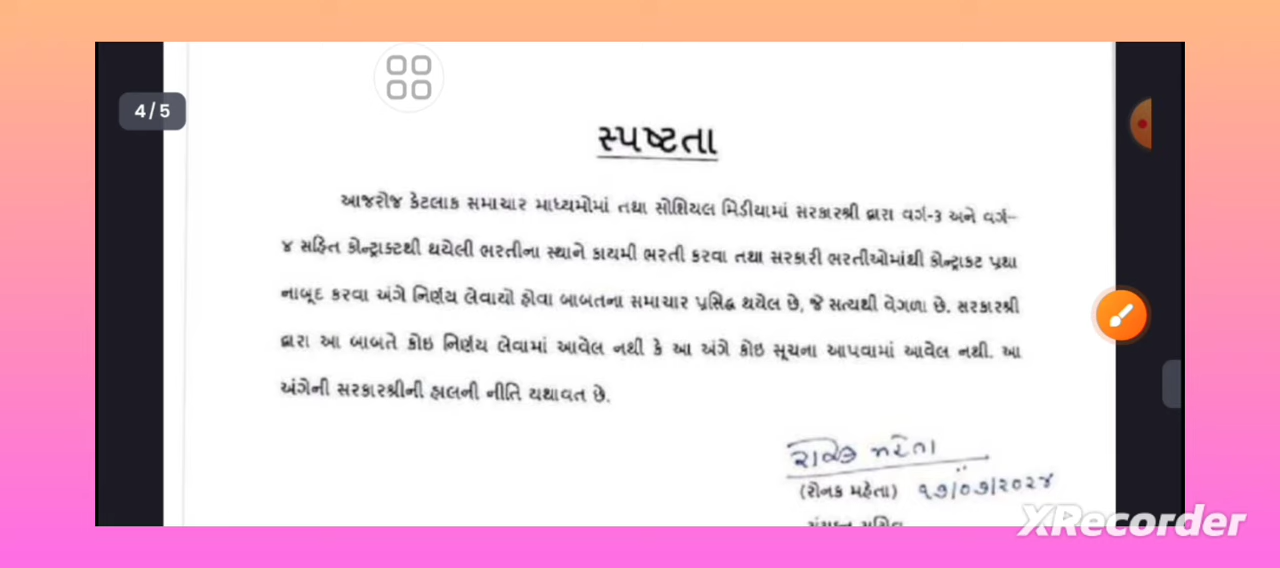 4/5
સ્પષ્ટતા
આજરોજ કેટલાક સમાચાર માધ્યમોમાં તથા સોશિયલ મિડીયામાં સરકારશ્રી દ્વારા વર્ગ-૩ અને વર્ગ-
૪ સહિત કોન્ટ્રાક્ટથી થયેલી ભરતીના સ્થાને કાયમી ભરતી કરવા તથા સરકારી ભરતીઓમાંથી કોન્ટ્રાકટ પ્રથા
નાબૂદ કરવા અંગે નિર્ણય લેવાયો હોવા બાબતના સમાચાર પ્રસિદ્ધ થયેલ છે, જે સત્યથી વેગળા છે. સરકારશ્રી
દ્વારા આ બાબતે કોઇ નિર્ણય લેવામાં આવેલ નથી કે આ અંગે કોઇ સૂચના આપવામાં આવેલ નથી. આ
અંગેની સરકારશ્રીની હાલની નીતિ યથાવત છે.
મહેતા
(રોનક મહેતા) ૧૭/૦૭/૨૦૨૪
XRecorder